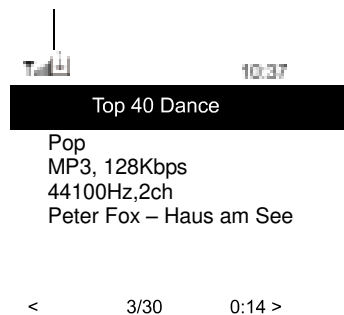 10:37
Top 40 Dance
Pop
MP3, 128Kbps
44100Hz,2ch
Peter Fox – Haus am See
< 3/30 0:14 >